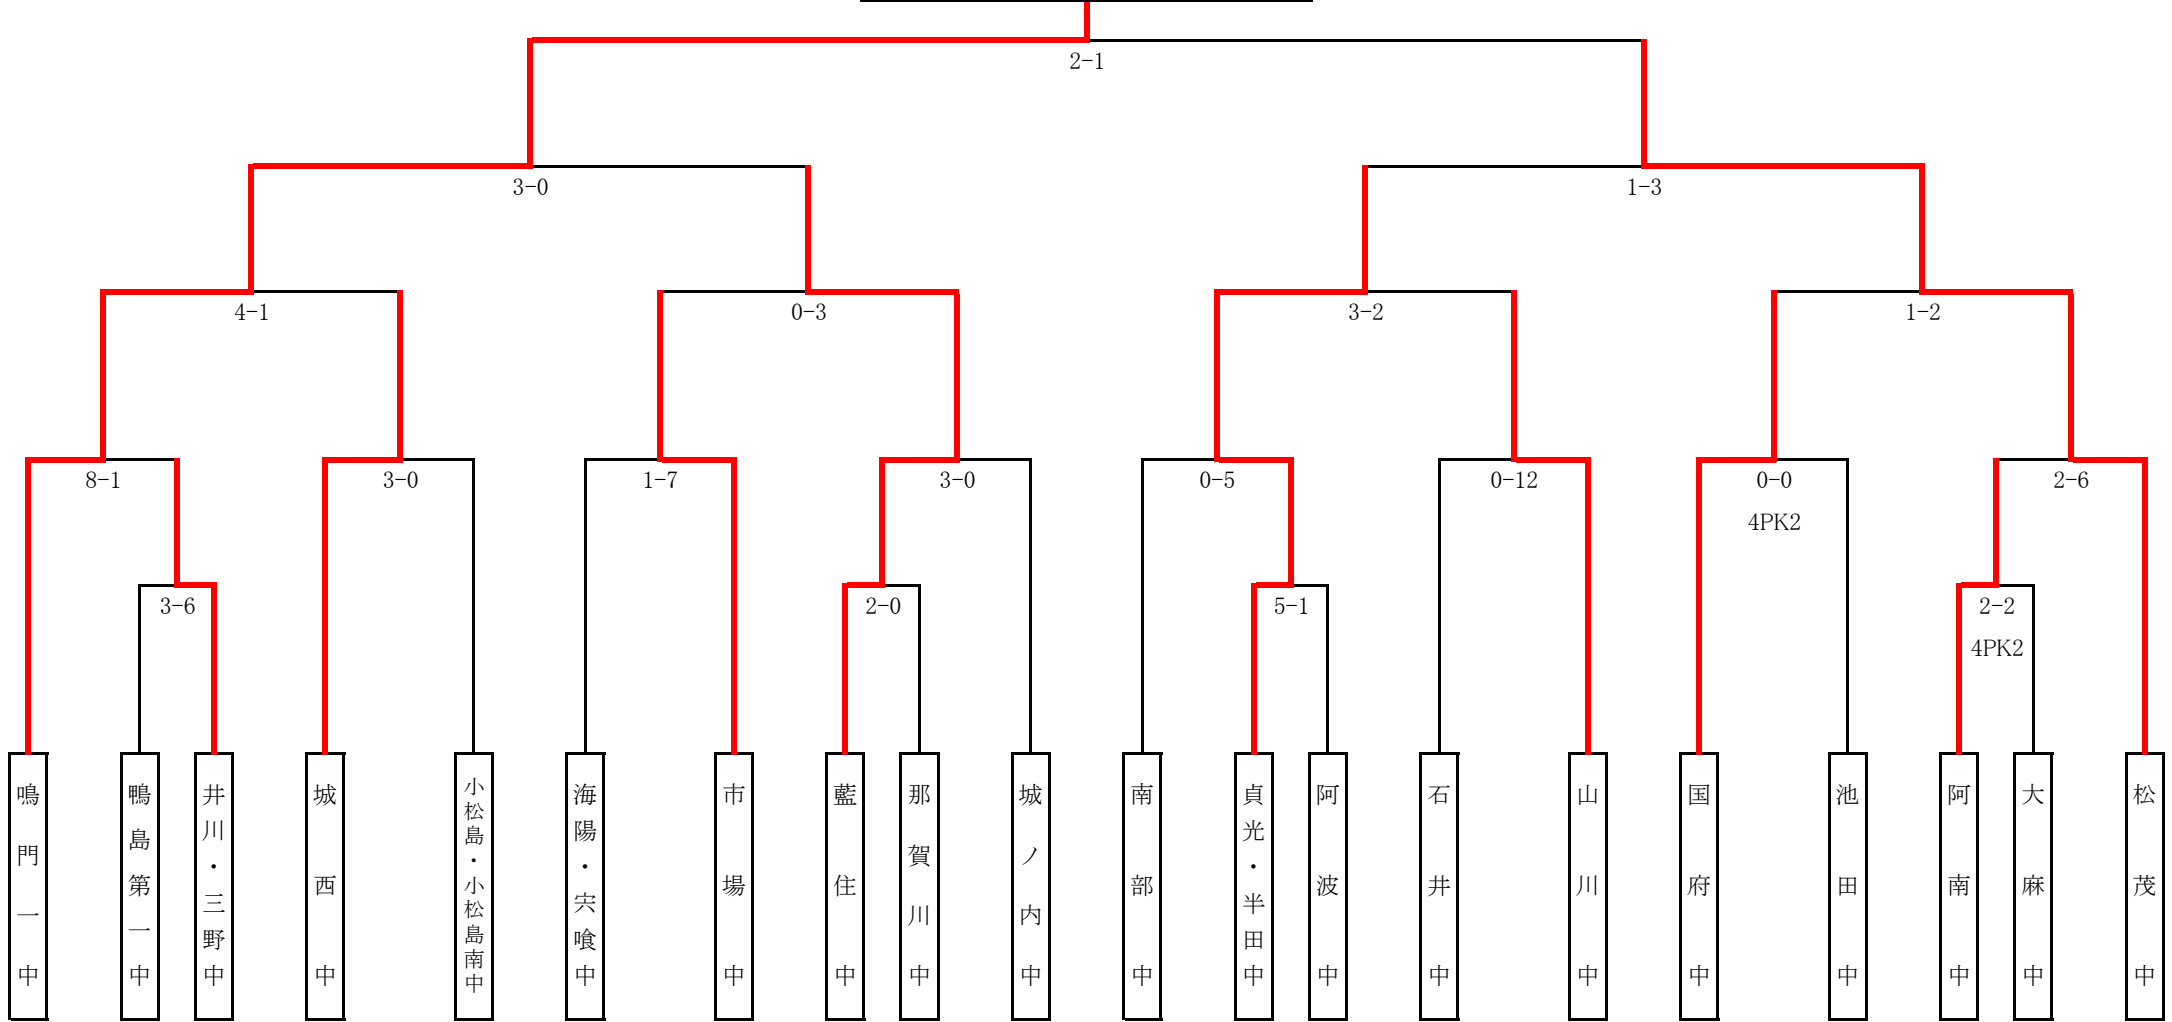 2-1
3-0
1-3
4-1
0-3
3-2
1-2
8-1
3-0
1-7
3-0
0-5
0-12
0-0
4PK2
2-6
3-6
2-0
5-1
2-2
4PK2
鳴門一中
鴨島第一中
井川・三野中
城西中
小松島・小松島南中
海陽・宍喰中
市場中
藍住中
那賀川中
城ノ内中
南部中
貞光・半田中
阿波中
石井中
山川中
国府中
池田中
阿南中
大麻中
松茂中